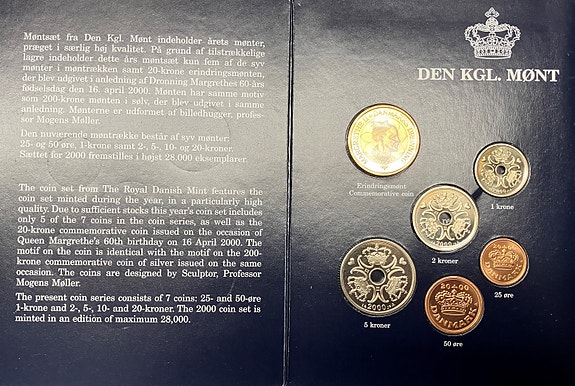 Møntsæt fra Den Kgl. Mønt indeholder årets mønter,
præget i særlig høj kvalitet. På grund af tilstrækkelige
lagre indeholder dette års møntsæt kun fem af de syv
mønter i møntrækken samt 20-krone erindringsmønten,
der blev udgivet i anledning af Dronning Margrethes 60-års
fødselsdag den 16. april 2000. Mønten har samme motiv
som 200-krone mønten i sølv, der blev udgivet i samme
anledning. Mønterne er udformet af billedhugger, profes-
sor Mogens Møller.
Den nuværende møntrække består af syv mønter:
25- og 50-øre, 1-krone samt 2-, 5-, 10- og 20-kroner.
Sættet for 2000 fremstilles i højst 28.000 eksemplarer.
The coin set from The Royal Danish Mint features the
coin set minted during the year, in a particularly high
quality. Due to sufficient stocks this year's coin set includes
only 5 of the 7 coins in the coin series, as well as the
20-krone commemorative coin issued on the occasion of
Queen Margrethe's 60th birthday on 16 April 2000. The
motif on the coin is identical with the motif on the 200-
krone commemorative coin of silver issued on the same
occasion. The coins are designed by Sculptor, Professor
Mogens Møller.
The present coin series consists of 7 coins: 25- and 50-øre
1-krone and 2-, 5-, 10- and 20-kroner. The 2000 coin set is
minted in an edition of maximum 28,000.
DEN KGL. MØNT
Erindringsmønt
Commemorative coin
1 krone
2000
2 kroner
2000
5 kroner
25 øre
20 00
DANMARK
50 øre